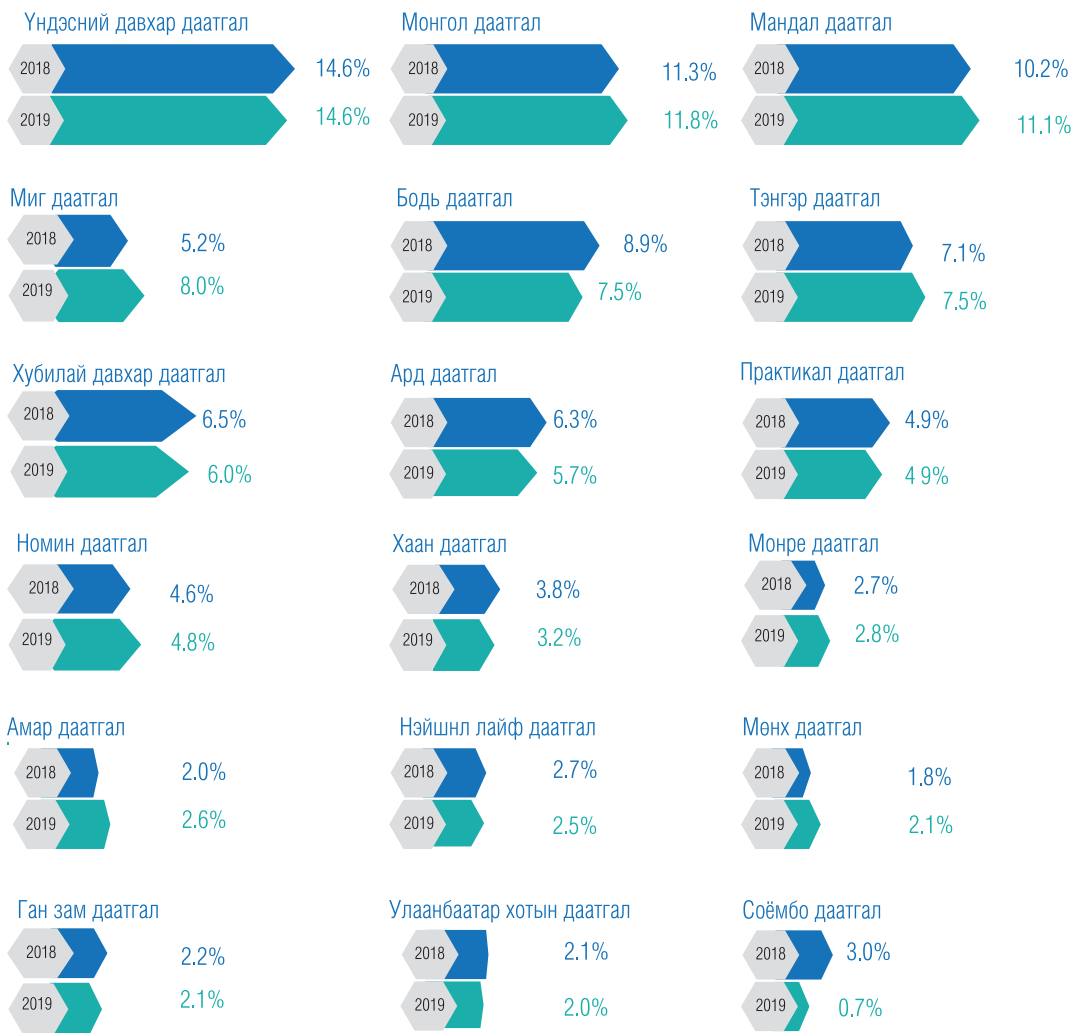 Үндэсний давхар даатгал
2018 14.6%
2019 14.6%
Монгол даатгал
2018 11.3%
2019 11.8%
Мандал даатгал
2018 10.2%
2019 11.1%
Миг даатгал
2018 5.2%
2019 8.0%
Бодь даатгал
2018 8.9%
2019 7.5%
Тэнгэр даатгал
2018 7.1%
2019 7.5%
Хубилай давхар даатгал
2018 6.5%
2019 6.0%
Ард даатгал
2018 6.3%
2019 5.7%
Практикал даатгал
2018 4.9%
2019 4 9%
Номин даатгал
2018 4.6%
2019 4.8%
Хаан даатгал
2018 3.8%
2019 3.2%
Монре даатгал
2018 2.7%
2019 2.8%
Амар даатгал
2018 2.0%
2019 2.6%
Нэйшнл лайф даатгал
2018 2.7%
2019 2.5%
Мөнх даатгал
2018 1.8%
2019 2.1%
Ган зам даатгал
2018 2.2%
2019 2.1%
Улаанбаатар хотын даатгал
2018 2.1%
2019 2.0%
Соёмбо даатгал
2018 3.0%
2019 0.7%